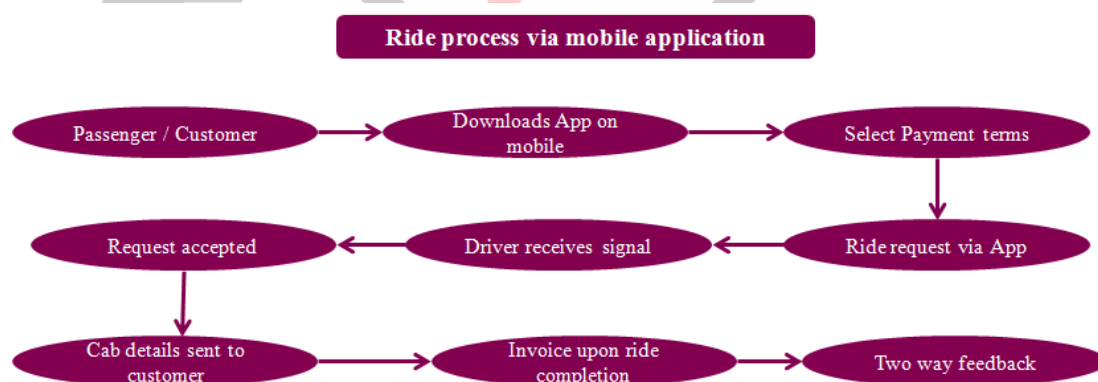 Ride process via mobile application
Passenger / Customer
Downloads App on
mobile
Select Payment terms
Ride request via App
Driver receives signal
Request accepted
Cab details sent to
customer
Invoice upon ride
completion
Two way feedback